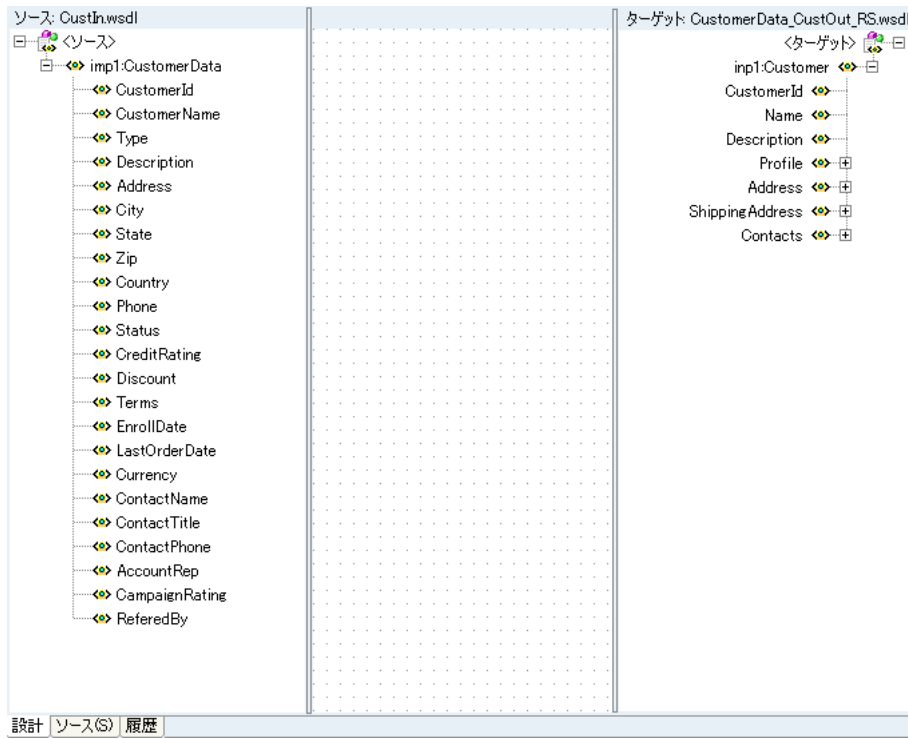 ソース: CustIn.wsdl
<ソース>
imp1:CustomerData
CustomerId
CustomerName
Type
Description
Address
City
State
Zip
Country
Phone
Status
CreditRating
Discount
Terms
EnrollDate
LastOrderDate
Currency
ContactName
ContactTitle
ContactPhone
AccountRep
CampaignRating
ReferedBy
ターゲット: CustomerData_CustOut_RS.wsdl
<ターゲット>
inp1:Customer
CustomerId
Name
Description
Profile
Address
ShippingAddress
Contacts
設計 ソース(S) 履歴